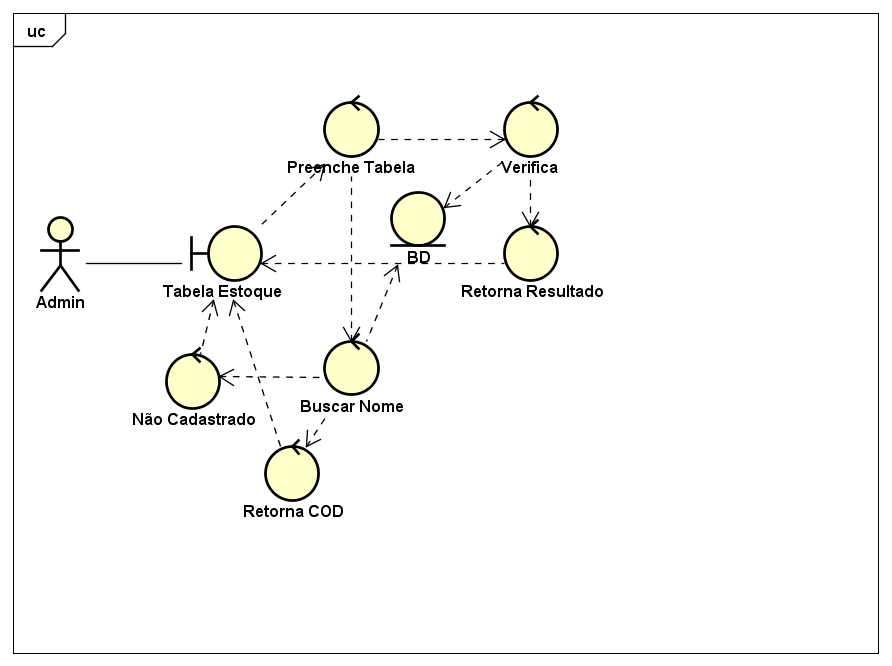 uc
Preenche Tabela
Verifica
BD
Admin
Tabela Estoque
Retorna Resultado
Não Cadastrado
Buscar Nome
Retorna COD